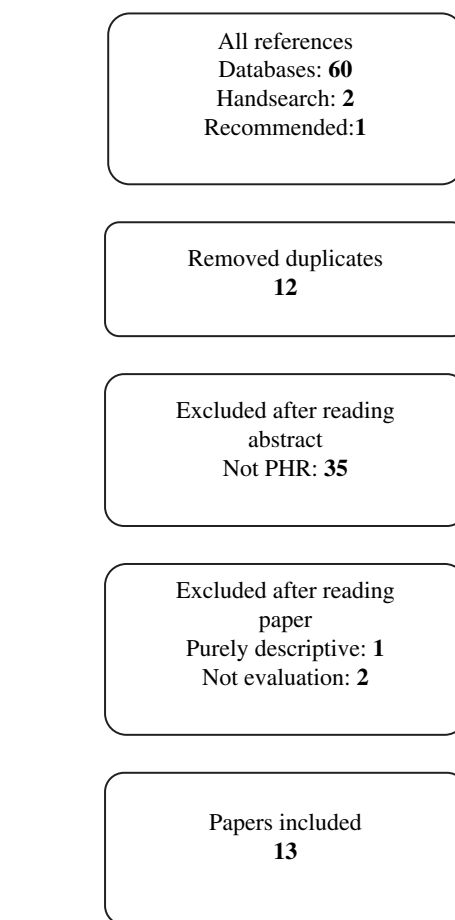 All references
Databases: 60
Handsearch: 2
Recommended:1
Removed duplicates
12
Excluded after reading
abstract
Not PHR: 35
Excluded after reading
paper
Purely descriptive: 1
Not evaluation: 2
Papers included
13